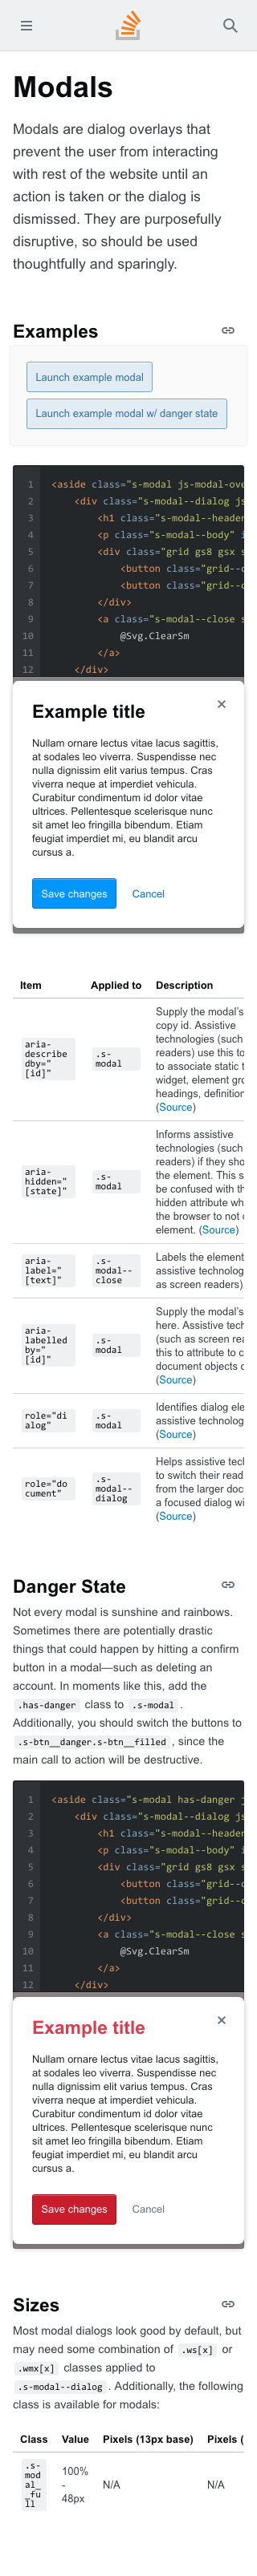 Modals
Modals are dialog overlays that
prevent the user from interacting
with rest of the website until an
action is taken or the dialog is
dismissed. They are purposefully
disruptive, so should be used
thoughtfully and sparingly.
Examples
Launch example modal
Launch example modal w/ danger state
1 <aside class="s-modal js-modal-ove
2 <div class="s-modal--dialog js
3 <h1 class="s-modal--header
4 <p class="s-modal--body" i
5 <div class="grid gs8 gsx s
6 <button class="grid--c
7 <button class="grid--c
8 </div>
9 <a class="s-modal--close s
10 @Svg.ClearSm
11 </a>
12 </div>
Example title
Nullam ornare lectus vitae lacus sagittis,
at sodales leo viverra. Suspendisse nec
nulla dignissim elit varius tempus. Cras
viverra neque at imperdiet vehicula.
Curabitur condimentum id dolor vitae
ultrices. Pellentesque scelerisque nunc
sit amet leo fringilla bibendum. Etiam
feugiat imperdiet mi, eu blandit arcu
cursus a.
Save changes Cancel
Item Applied to Description
aria-
describe
dby="
[id]"
.s-
modal
Supply the modal's
copy id. Assistive
technologies (such
readers) use this to
to associate static t
widget, element gro
headings, definition
(Source)
aria-
hidden="
[state]"
.s-
modal
Informs assistive
technologies (such
readers) if they sho
the element. This s
be confused with th
hidden attribute wh
the browser to not
element. (Source)
aria-
label="
[text]"
.s-
modal--
close
Labels the element
assistive technolog
as screen readers)
aria-
labelled
by="
[id]"
.s-
modal
Supply the modal's
here. Assistive tech
(such as screen rea
this to attribute to c
document objects
(Source)
role="di
alog"
.s-
modal
Identifies dialog ele
assistive technolog
(Source)
role="do
cument"
.s-
modal--
dialog
Helps assistive tech
to switch their read
from the larger doc
a focused dialog wi
(Source)
Danger State
Not every modal is sunshine and rainbows.
Sometimes there are potentially drastic
things that could happen by hitting a confirm
button in a modal—such as deleting an
account. In moments like this, add the
.has-danger class to .s-modal.
Additionally, you should switch the buttons to
.s-btn__danger.s-btn__filled, since the
main call to action will be destructive.
1 <aside class="s-modal has-danger j
2 <div class="s-modal--dialog js
3 <h1 class="s-modal--header
4 <p class="s-modal--body" i
5 <div class="grid gs8 gsx s
6 <button class="grid--c
7 <button class="grid--c
8 </div>
9 <a class="s-modal--close s
10 @Svg.ClearSm
11 </a>
12 </div>
Example title
Nullam ornare lectus vitae lacus sagittis,
at sodales leo viverra. Suspendisse nec
nulla dignissim elit varius tempus. Cras
viverra neque at imperdiet vehicula.
Curabitur condimentum id dolor vitae
ultrices. Pellentesque scelerisque nunc
sit amet leo fringilla bibendum. Etiam
feugiat imperdiet mi, eu blandit arcu
cursus a.
Save changes Cancel
Sizes
Most modal dialogs look good by default, but
may need some combination of .ws[x] or
.wmx[x] classes applied to
.s-modal--dialog. Additionally, the following
class is available for modals:
Class Value Pixels (13px base) Pixels (
.s-
mod
al_
_fu
ll
100%
-
48px
N/A
N/A